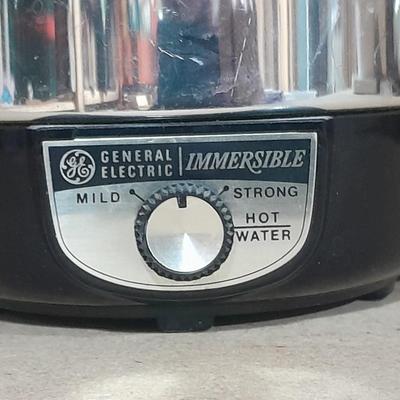 GE
GENERAL ELECTRIC | IMMERSIBLE
MILD STRONG
HOT
WATER